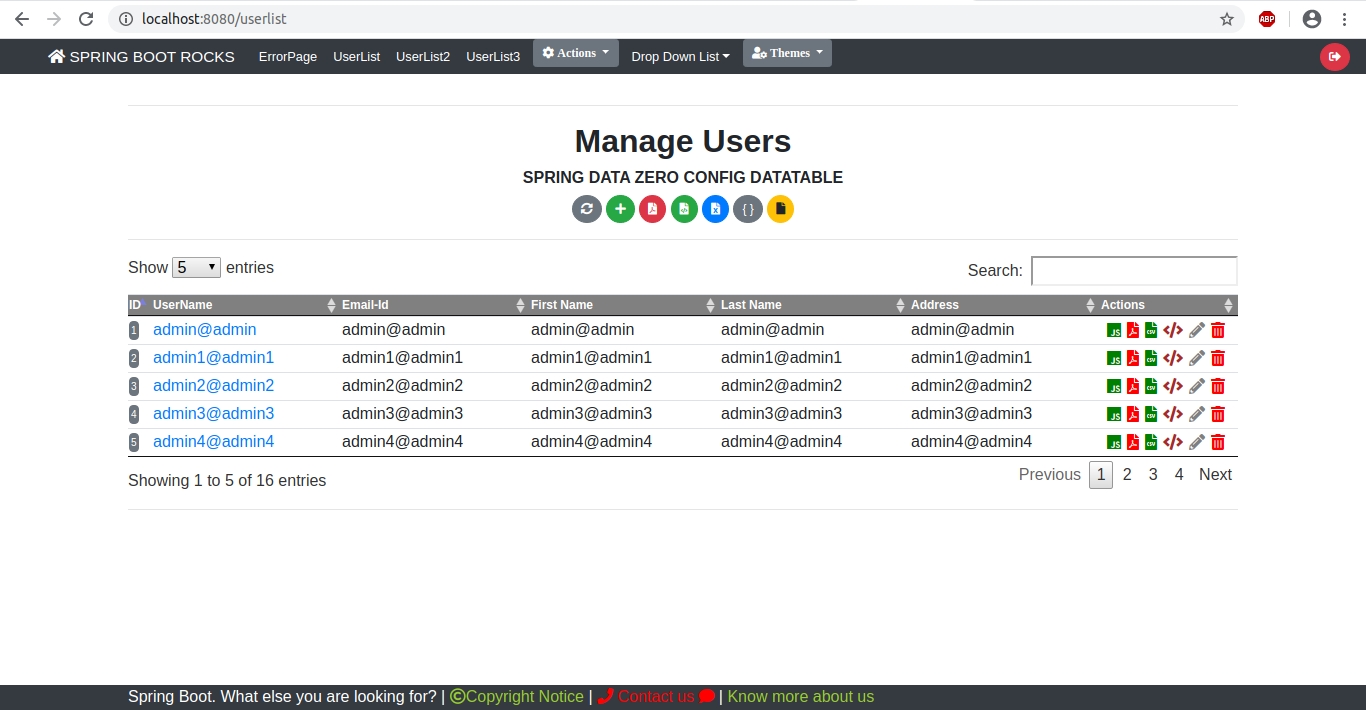 localhost:8080/userlist
ABP
SPRING BOOT ROCKS ErrorPage UserList UserList2 UserList3 Actions Drop Down List Themes
Manage Users
SPRING DATA ZERO CONFIG DATATABLE
{ }
Show 5 entries Search:
ID UserName Email-Id First Name Last Name Address Actions
1 admin@admin admin@admin admin@admin admin@admin admin@admin JS CSV </>
2 admin1@admin1 admin1@admin1 admin1@admin1 admin1@admin1 admin1@admin1 JS CSV </>
3 admin2@admin2 admin2@admin2 admin2@admin2 admin2@admin2 admin2@admin2 JS CSV </>
4 admin3@admin3 admin3@admin3 admin3@admin3 admin3@admin3 admin3@admin3 JS CSV </>
5 admin4@admin4 admin4@admin4 admin4@admin4 admin4@admin4 admin4@admin4 JS CSV </>
Showing 1 to 5 of 16 entries Previous 1 2 3 4 Next
Spring Boot. What else you are looking for? | ©Copyright Notice | Contact us | Know more about us